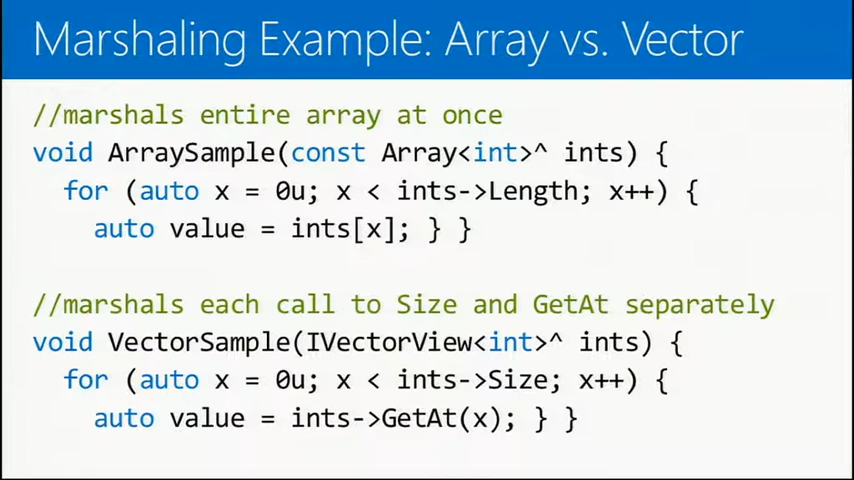 Marshaling Example: Array vs. Vector
//marshals entire array at once
void ArraySample(const Array<int>^ ints) {
for (auto x = 0u; x < ints->Length; x++) {
auto value = ints[x]; } }
//marshals each call to Size and GetAt separately
void VectorSample(IVectorView<int>^ ints) {
for (auto x = 0u; x < ints->Size; x++) {
auto value = ints->GetAt(x); } }